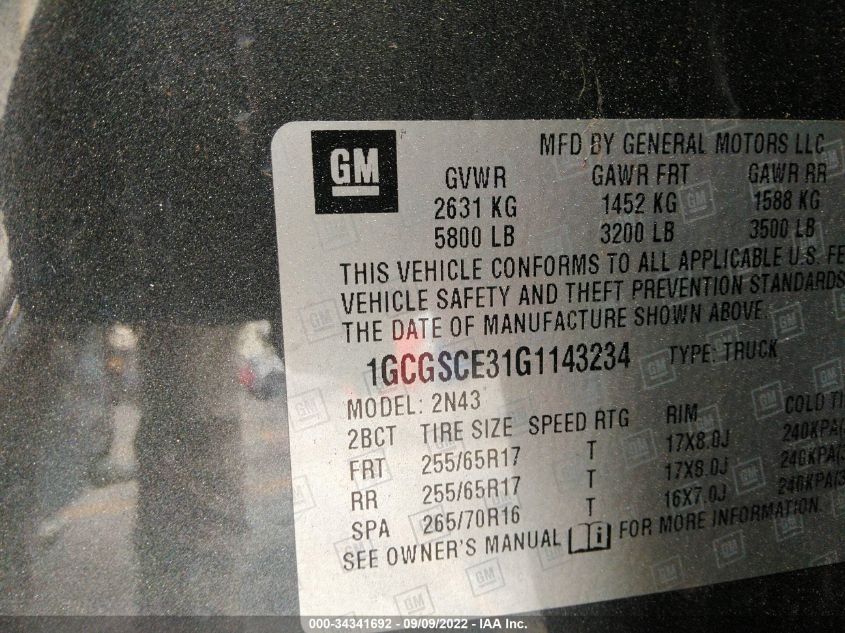 GM
MFD BY GENERAL MOTORS LLC
GVWR GAWR FRT GAWR RR
2631 KG 1452 KG 1588 KG
5800 LB 3200 LB 3500 LB
THIS VEHICLE CONFORMS TO ALL APPLICABLE U.S. FE
VEHICLE SAFETY AND THEFT PREVENTION STANDARDS
THE DATE OF MANUFACTURE SHOWN ABOVE.
1GCGSCE31G1143234 TYPE: TRUCK
MODEL: 2N43
2BCT TIRE SIZE SPEED RTG RIM COLD TI
FRT 255/65R17 T 17X8.0J 240KPA(
RR 255/65R17 T 17X8.0J 240KPA(3
SPA 265/70R16 T 16X7.0J 240KPA(3
SEE OWNER'S MANUAL i FOR MORE INFORMATION.
000-34341692 - 09/09/2022 - IAA Inc.